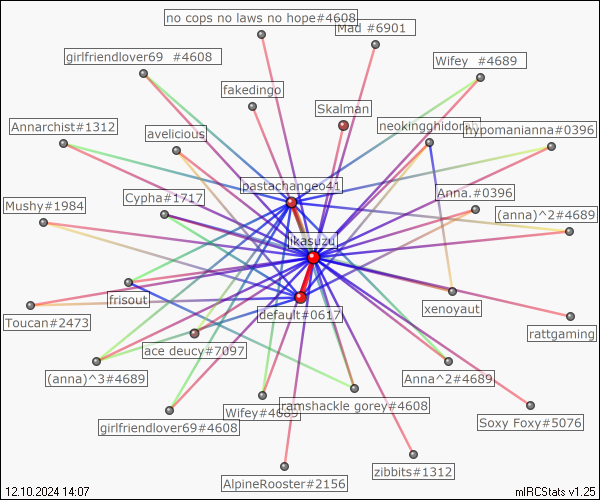 no cops no laws no hope#4608
Mad #6901
girlfriendlover69 #4608
Wifey #4689
fakedingo
Skalman
Annarchist#1312
avelicious
neokingghidorah
hypomanianna#0396
pastachangeo41
Cypha#1717
Anna.#0396
Mushy#1984
(anna)^2#4689
likasuzu
frisout
xenoyaut
default#0617
Toucan#2473
rattgaming
ace deucy#7097
(anna)^3#4689
Anna^2#4689
Wifey#4689
ramshackle gorey#4608
girlfriendlover69#4608
Soxy Foxy#5076
zibbits#1312
AlpineRooster#2156
12.10.2024 14:07
mIRCStats v1.25